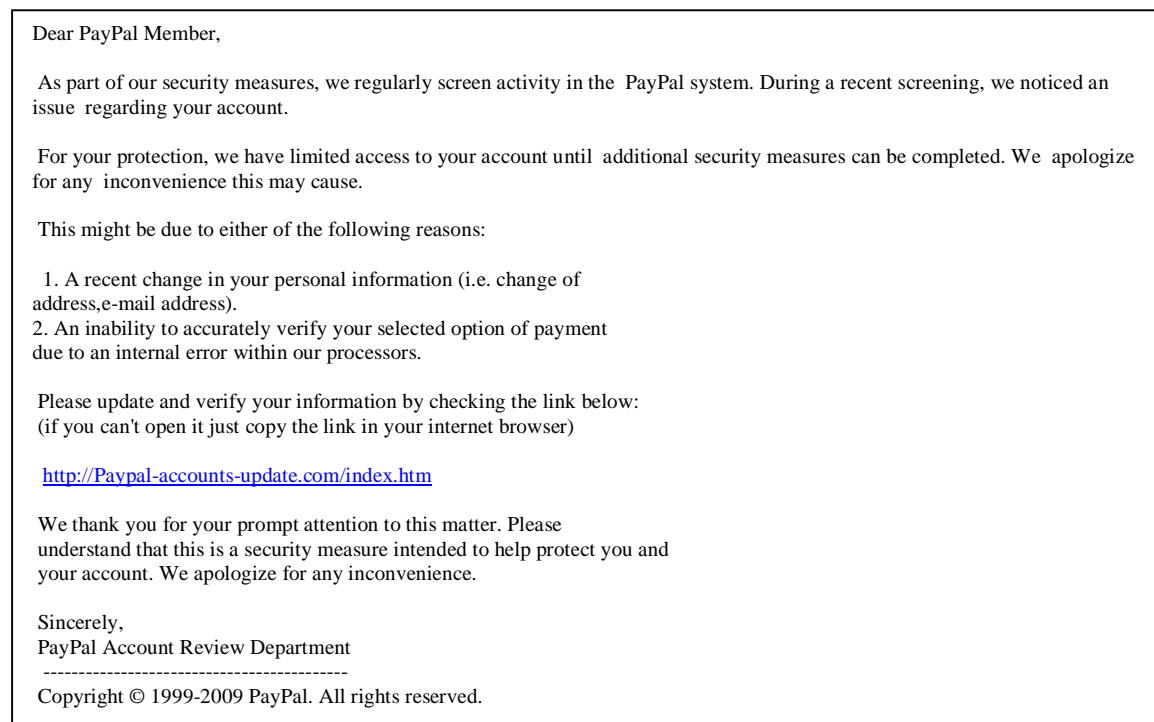 Dear PayPal Member,
As part of our security measures, we regularly screen activity in the  PayPal system. During a recent screening, we noticed an
issue  regarding your account.
For your protection, we have limited access to your account until  additional security measures can be completed. We  apologize
for any  inconvenience this may cause.
This might be due to either of the following reasons:
1. A recent change in your personal information (i.e. change of
address,e-mail address).
2. An inability to accurately verify your selected option of payment
due to an internal error within our processors.
Please update and verify your information by checking the link below:
(if you can't open it just copy the link in your internet browser)
http://Paypal-accounts-update.com/index.htm
We thank you for your prompt attention to this matter. Please
understand that this is a security measure intended to help protect you and
your account. We apologize for any inconvenience.
Sincerely,
PayPal Account Review Department
-------------------------------------------
Copyright © 1999-2009 PayPal. All rights reserved.